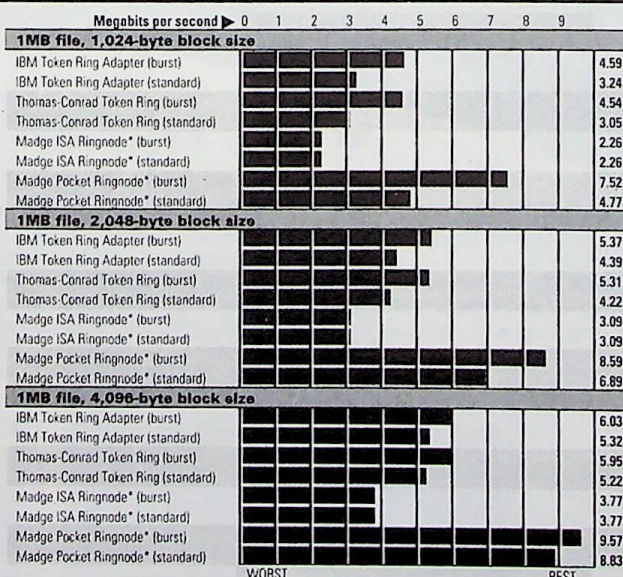 Megabits per second ▶ 0 1 2 3 4 5 6 7 8 9
1MB file, 1,024-byte block size
IBM Token Ring Adapter (burst) 4.59
IBM Token Ring Adapter (standard) 3.24
Thomas-Conrad Token Ring (burst) 4.54
Thomas-Conrad Token Ring (standard) 3.05
Madge ISA Ringnode* (burst) 2.26
Madge ISA Ringnode* (standard) 2.26
Madge Pocket Ringnode* (burst) 7.52
Madge Pocket Ringnode* (standard) 4.77
1MB file, 2,048-byte block size
IBM Token Ring Adapter (burst) 5.37
IBM Token Ring Adapter (standard) 4.39
Thomas-Conrad Token Ring (burst) 5.31
Thomas-Conrad Token Ring (standard) 4.22
Madge ISA Ringnode* (burst) 3.09
Madge ISA Ringnode* (standard) 3.09
Madge Pocket Ringnode* (burst) 8.59
Madge Pocket Ringnode* (standard) 6.89
1MB file, 4,096-byte block size
IBM Token Ring Adapter (burst) 6.03
IBM Token Ring Adapter (standard) 5.32
Thomas-Conrad Token Ring (burst) 5.95
Thomas-Conrad Token Ring (standard) 5.22
Madge ISA Ringnode* (burst) 3.77
Madge ISA Ringnode* (standard) 3.77
Madge Pocket Ringnode* (burst) 9.57
Madge Pocket Ringnode* (standard) 8.83
WORST BEST